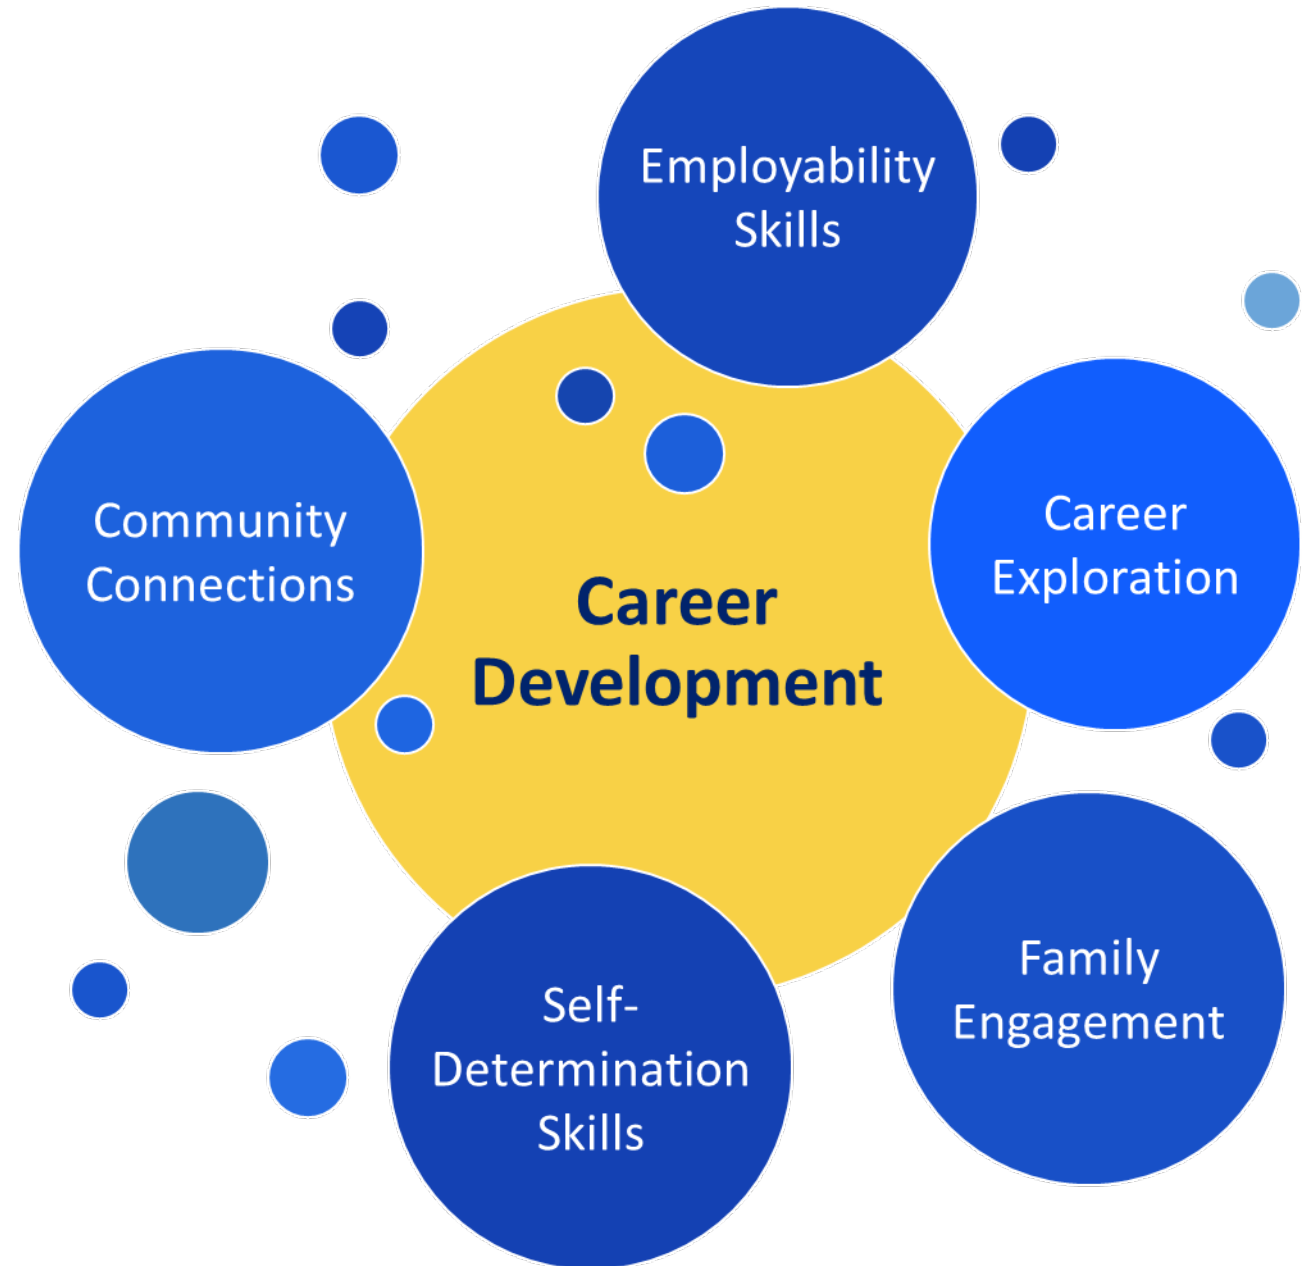 Employability
Skills
Community
Connections
Career
Exploration
Career
Development
Family
Engagement
Self-
Determination
Skills